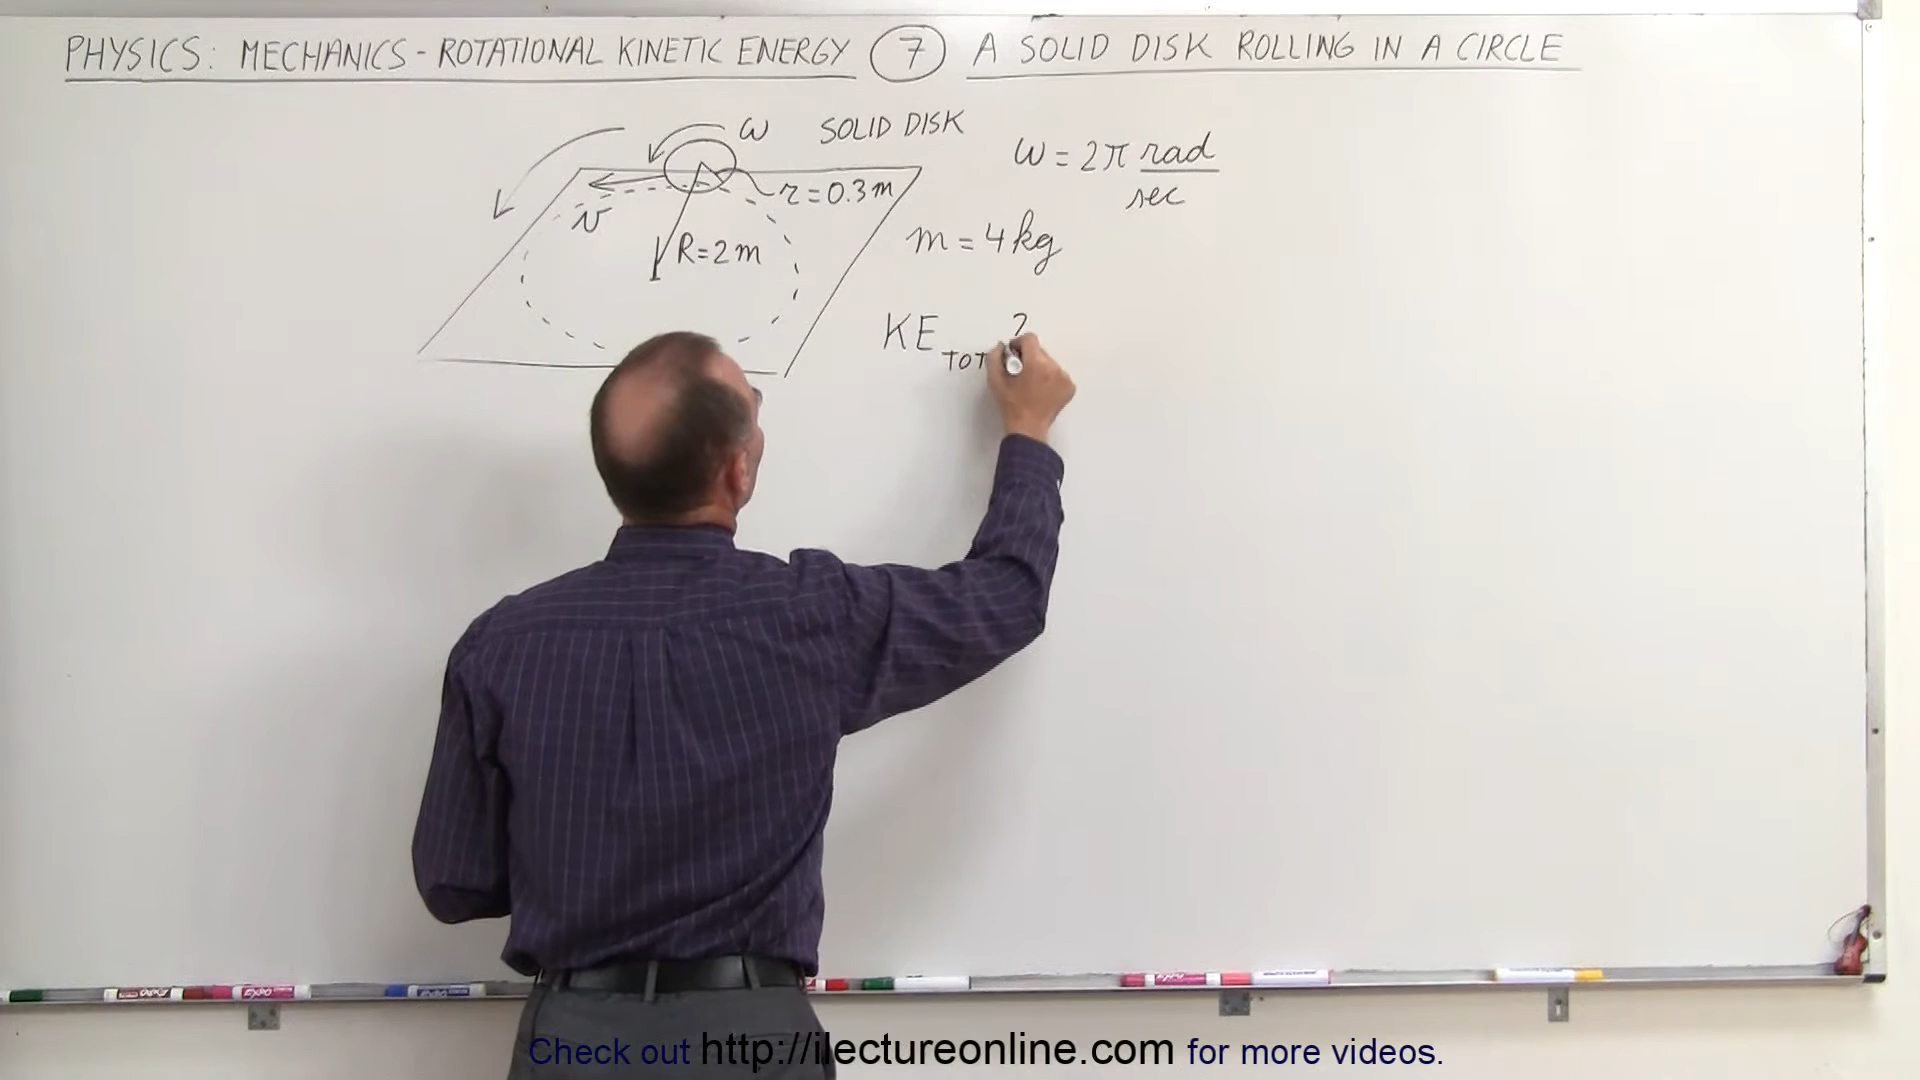 PHYSICS: MECHANICS - ROTATIONAL KINETIC ENERGY 7 A SOLID DISK ROLLING IN A CIRCLE
ω SOLID DISK
ω = 2π rad/sec
r = 0.3 m
v
R = 2 m
m = 4 kg
KE TOT ?
EXPO
Check out http://ilectureonline.com for more videos.